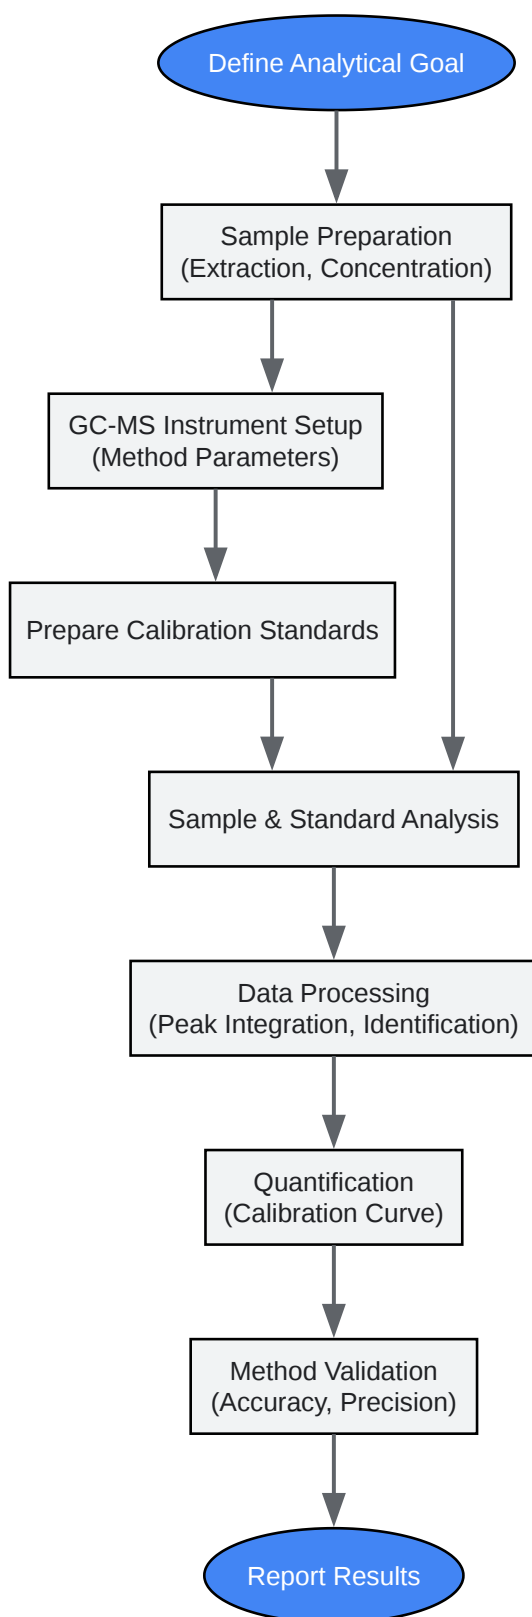 Define Analytical Goal
Sample Preparation
(Extraction, Concentration)
GC-MS Instrument Setup
(Method Parameters)
Prepare Calibration Standards
Sample & Standard Analysis
Data Processing
(Peak Integration, Identification)
Quantification
(Calibration Curve)
Method Validation
(Accuracy, Precision)
Report Results